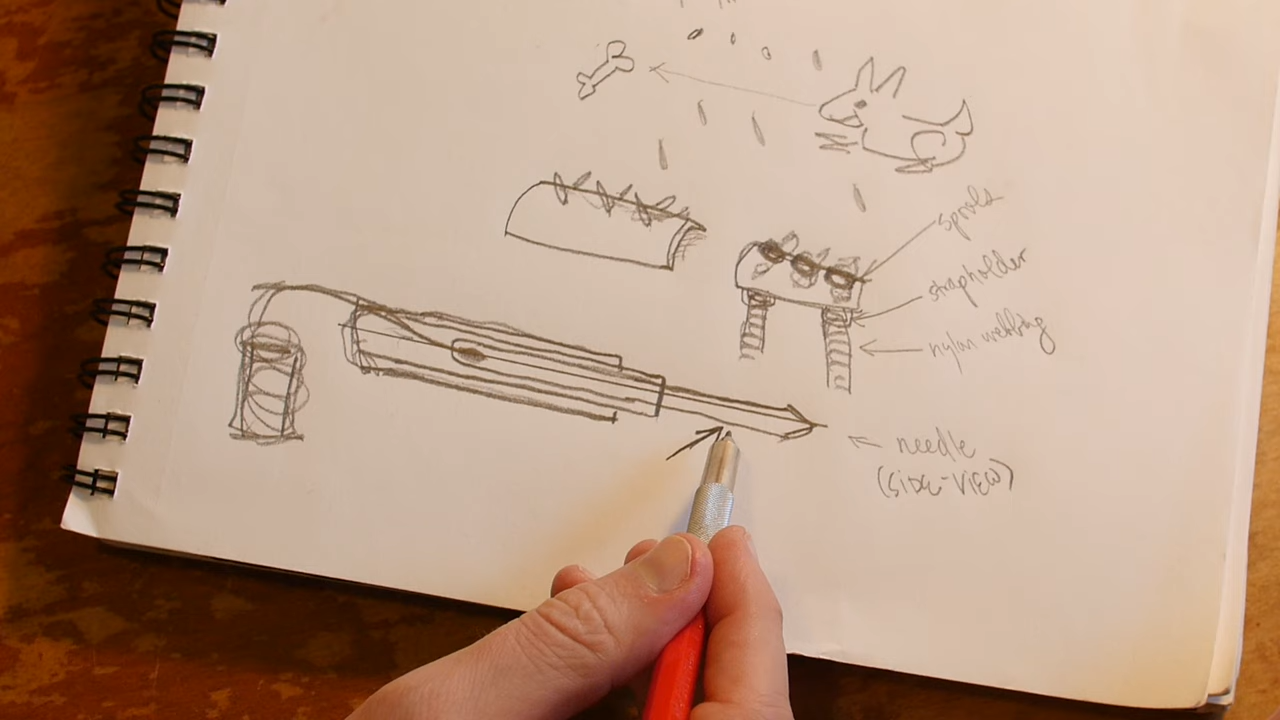 spools
strapholder
nylon webbing
needle
(SIDE-VIEW)